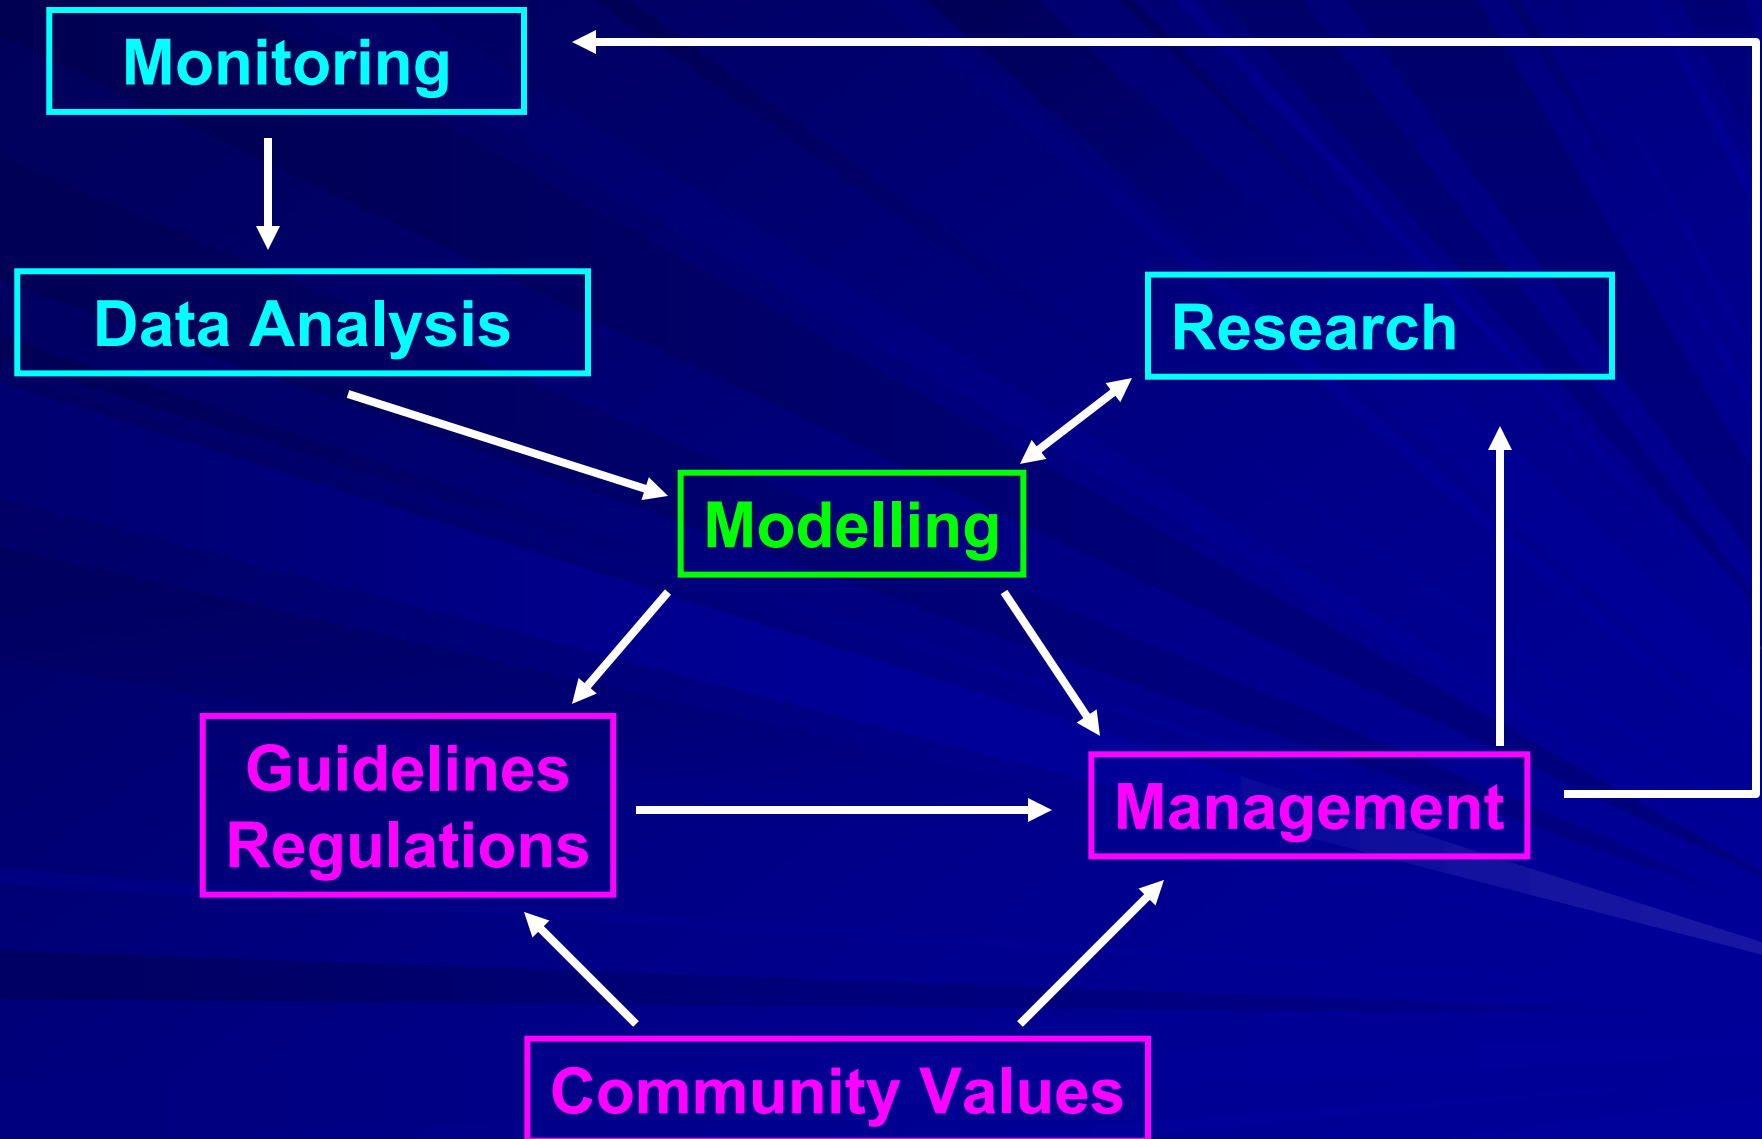 Monitoring
Data Analysis
Research
Modelling
Guidelines
Regulations
Management
Community Values